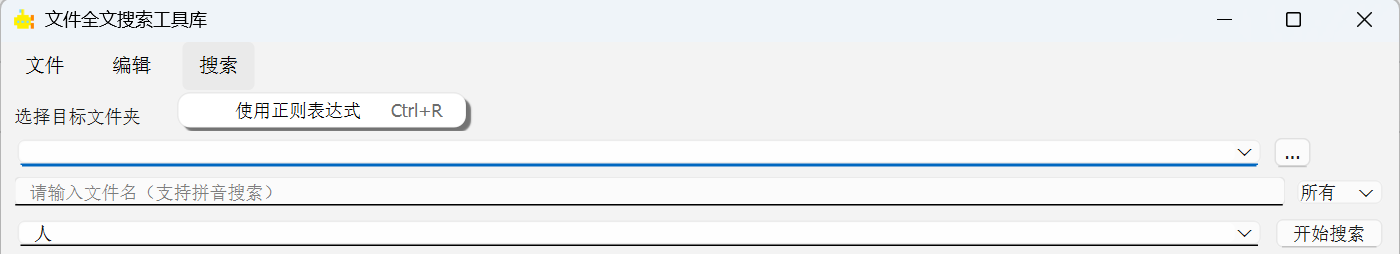 文件全文搜索工具库
文件 编辑 搜索
选择目标文件夹
使用正则表达式 Ctrl+R
...
请输入文件名（支持拼音搜索） 所有
人 开始搜索